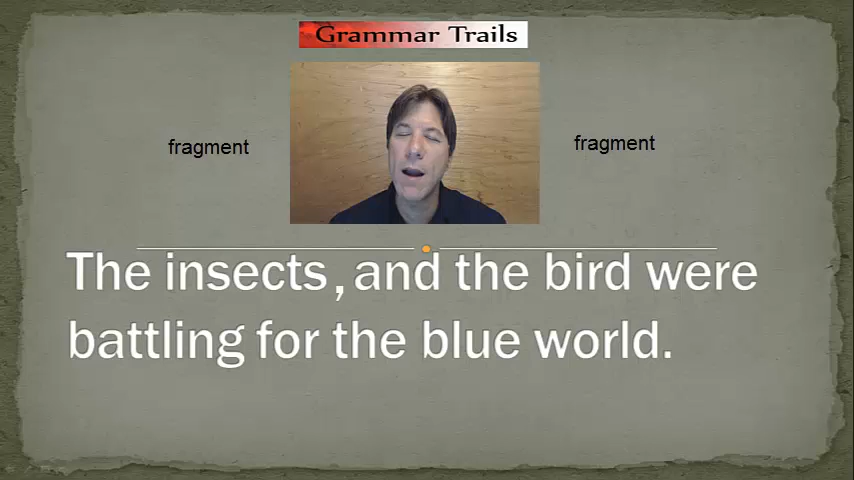 Grammar Trails
fragment
fragment
The insects, and the bird were
battling for the blue world.